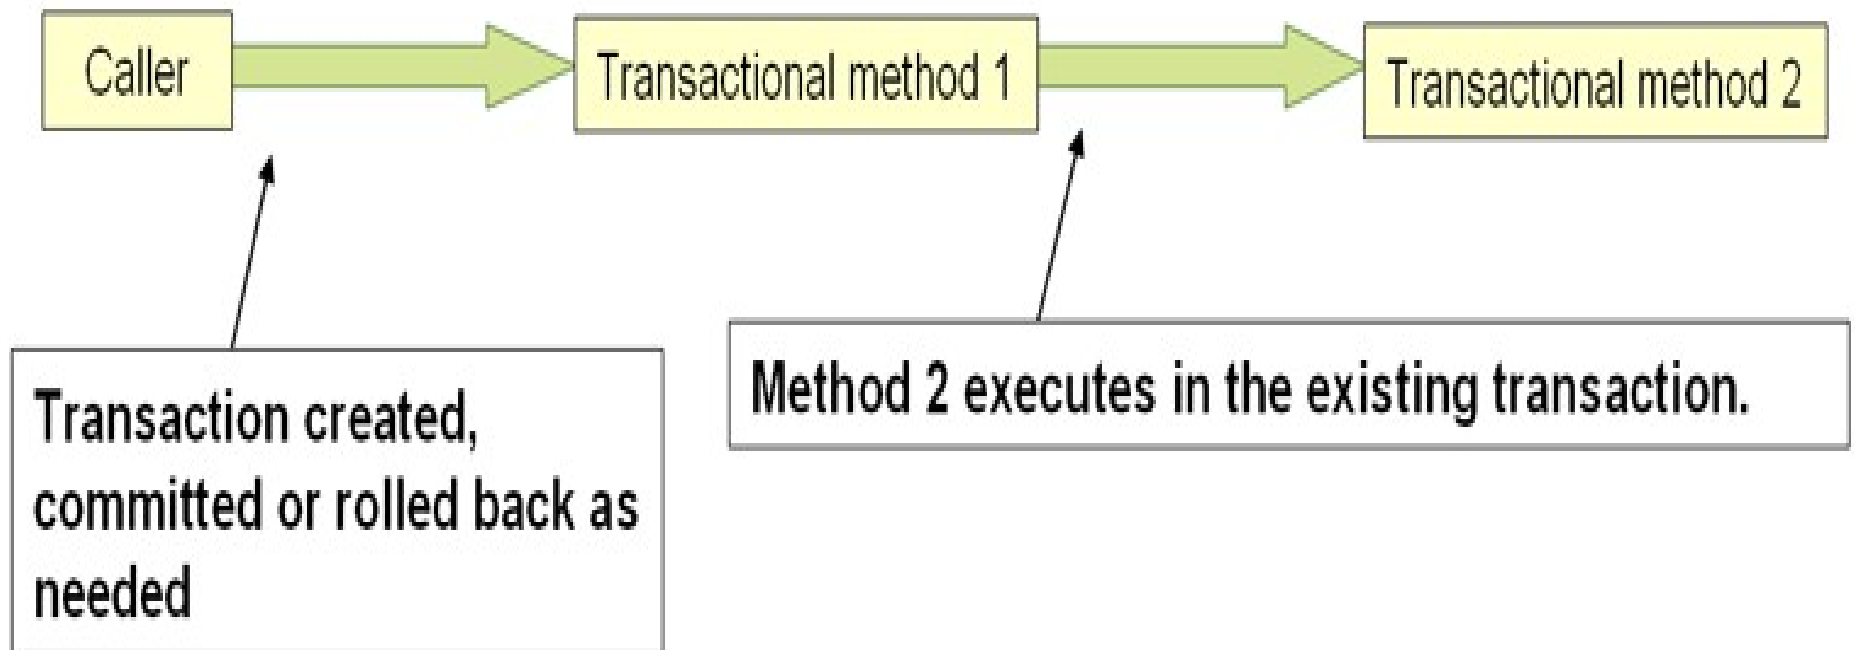 Caller
Transactional method 1
Transactional method 2
Transaction created,
committed or rolled back as
needed
Method 2 executes in the existing transaction.